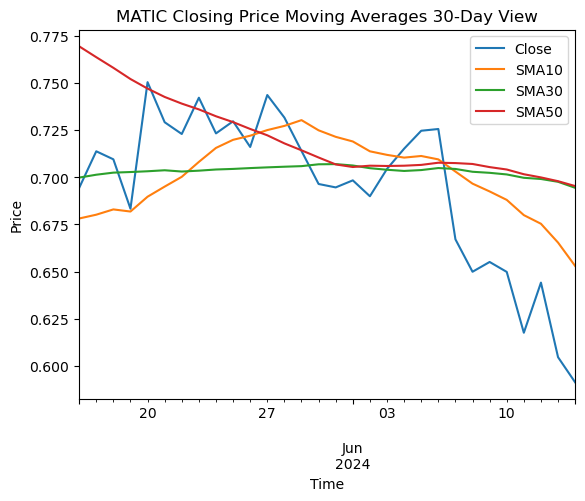 MATIC Closing Price Moving Averages 30-Day View
Close
SMA10
SMA30
SMA50
Price
0.775
0.750
0.725
0.700
0.675
0.650
0.625
0.600
20
27
03
10
Jun
2024
Time